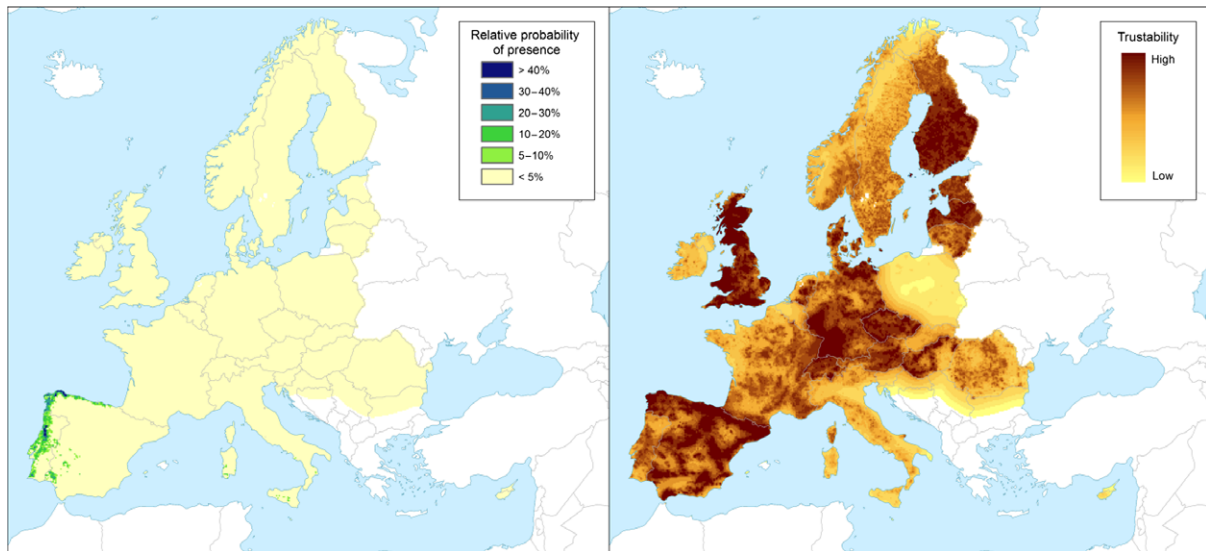 Relative probability
of presence
> 40%
30–40%
20–30%
10–20%
5–10%
< 5%
Trustability
High
Low